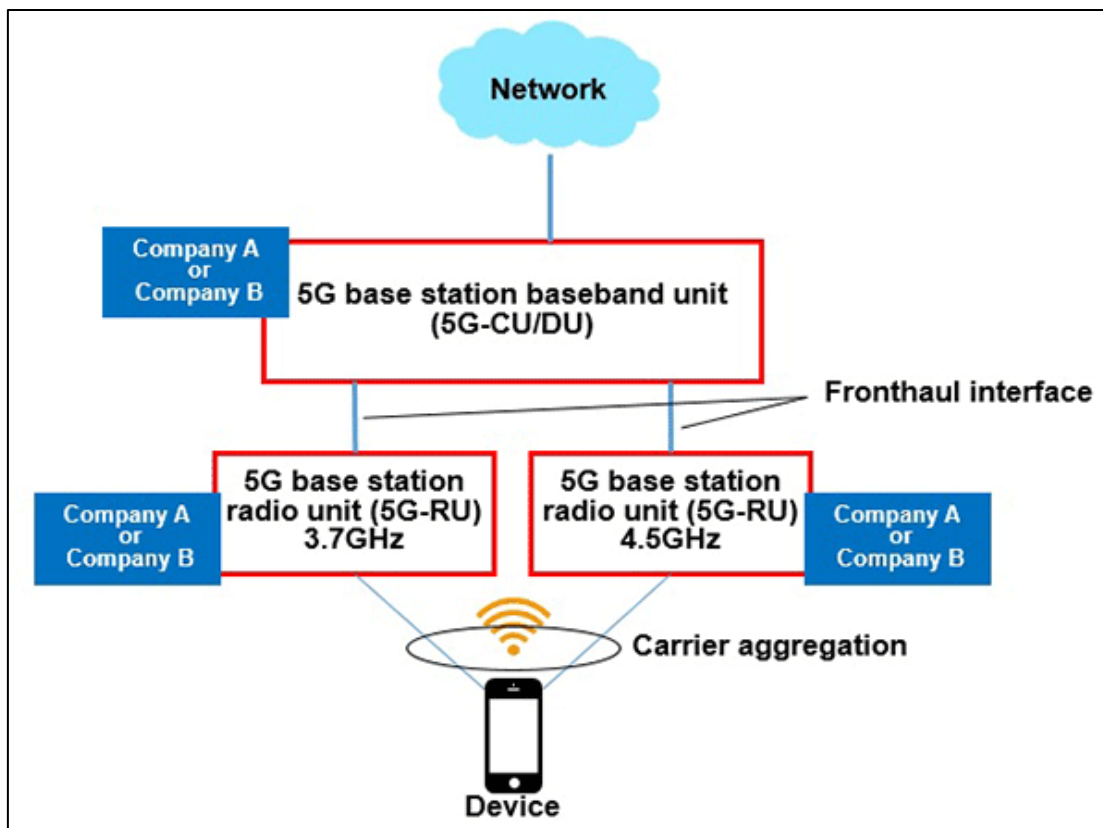 Network
Company A
or
Company B
5G base station baseband unit
(5G-CU/DU)
Fronthaul interface
5G base station
radio unit (5G-RU)
3.7GHz
5G base station
radio unit (5G-RU)
4.5GHz
Company A
or
Company B
Company A
or
Company B
Carrier aggregation
Device